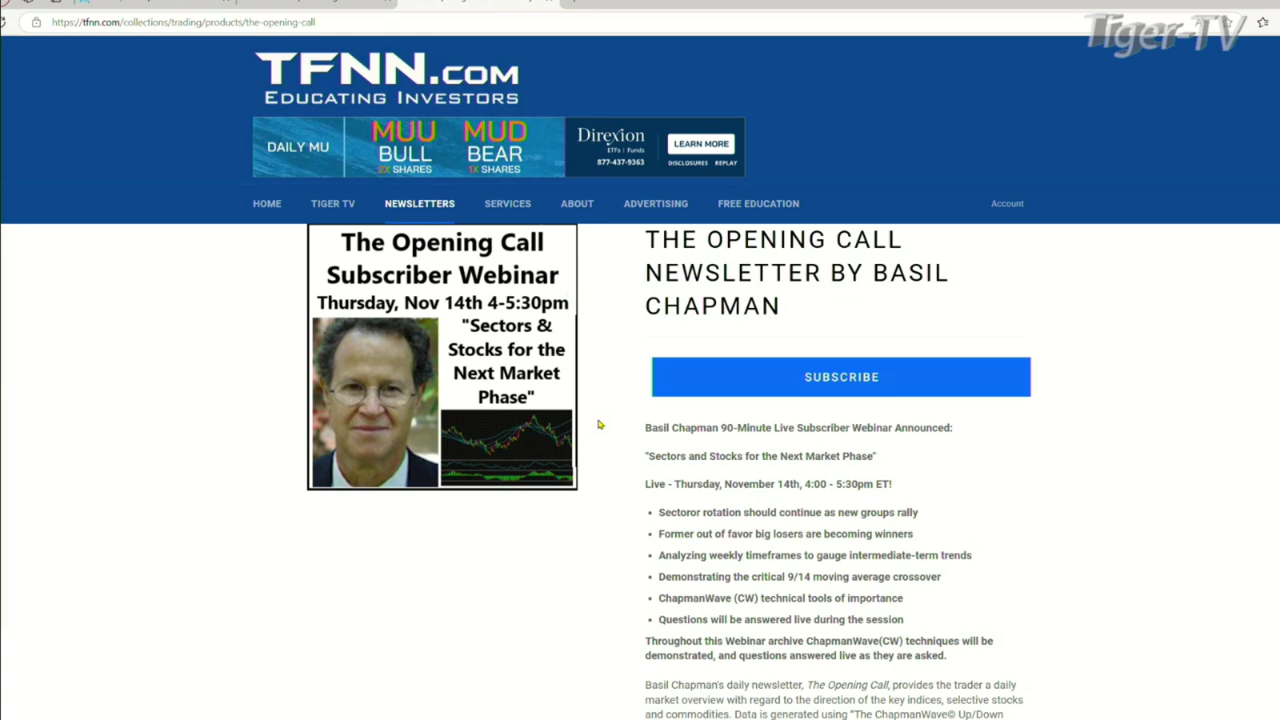 https://tfnn.com/collections/trading/products/the-opening-call
Tiger-TV
TFNN.COM
EDUCATING INVESTORS
DAILY MU
MUU
BULL
2X SHARES
MUD
BEAR
1X SHARES
Direxion
ETFs | Funds
877-437-9363
LEARN MORE
DISCLOSURES REPLAY
HOME TIGER TV NEWSLETTERS SERVICES ABOUT ADVERTISING FREE EDUCATION Account
The Opening Call
Subscriber Webinar
Thursday, Nov 14th 4-5:30pm
"Sectors &
Stocks for the
Next Market
Phase"
THE OPENING CALL
NEWSLETTER BY BASIL
CHAPMAN
SUBSCRIBE
Basil Chapman 90-Minute Live Subscriber Webinar Announced:
"Sectors and Stocks for the Next Market Phase"
Live - Thursday, November 14th, 4:00 - 5:30pm ET!
• Sectoror rotation should continue as new groups rally
• Former out of favor big losers are becoming winners
• Analyzing weekly timeframes to gauge intermediate-term trends
• Demonstrating the critical 9/14 moving average crossover
• ChapmanWave (CW) technical tools of importance
• Questions will be answered live during the session
Throughout this Webinar archive ChapmanWave(CW) techniques will be
demonstrated, and questions answered live as they are asked.
Basil Chapman's daily newsletter, The Opening Call, provides the trader a daily
market overview with regard to the direction of the key indices, selective stocks
and commodities. Data is generated using "The ChapmanWave© Up/Down